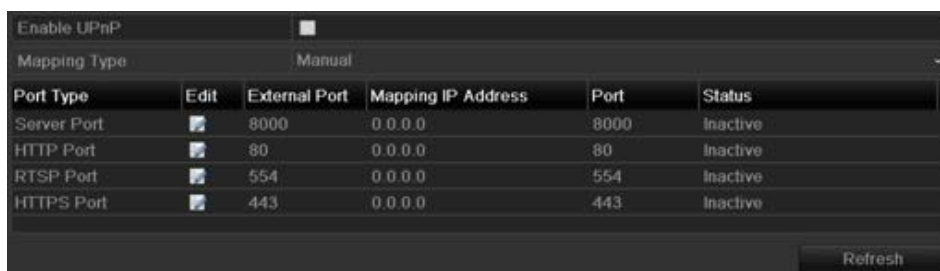 Enable UPnP
Mapping Type Manual
Port Type Edit External Port Mapping IP Address Port Status
Server Port 8000 0.0.0.0 8000 Inactive
HTTP Port 80 0.0.0.0 80 Inactive
RTSP Port 554 0.0.0.0 554 Inactive
HTTPS Port 443 0.0.0.0 443 Inactive
Refresh